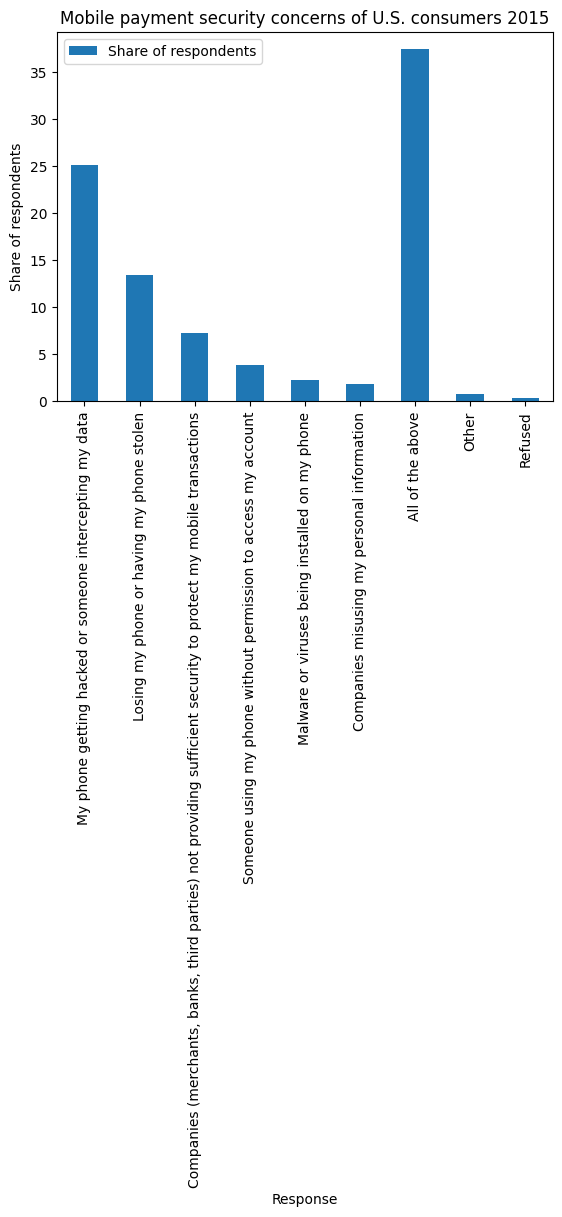 Mobile payment security concerns of U.S. consumers 2015
Share of respondents
Share of respondents
35
30
25
20
15
10
5
0
My phone getting hacked or someone intercepting my data
Losing my phone or having my phone stolen
Companies (merchants, banks, third parties) not providing sufficient security to protect my mobile transactions
Someone using my phone without permission to access my account
Malware or viruses being installed on my phone
Companies misusing my personal information
All of the above
Other
Refused
Response